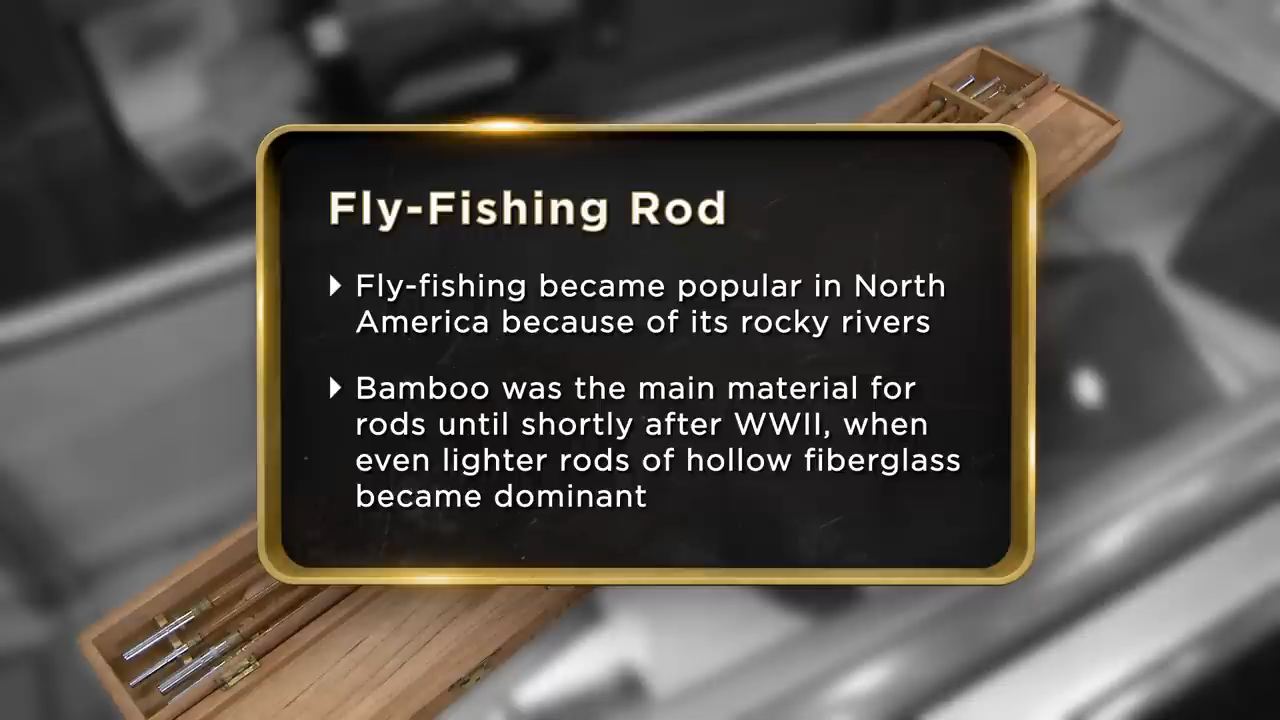 Fly-Fishing Rod
Fly-fishing became popular in North
America because of its rocky rivers
Bamboo was the main material for
rods until shortly after WWII, when
even lighter rods of hollow fiberglass
became dominant